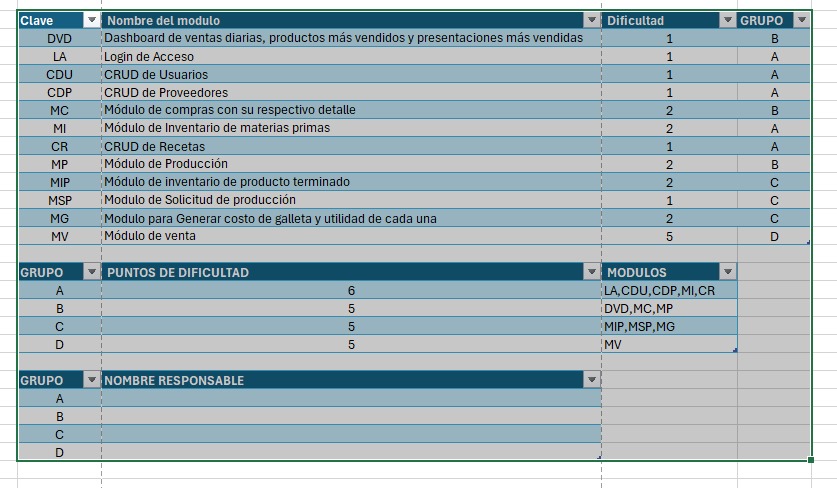 Clave Nombre del modulo Dificultad GRUPO
DVD Dashboard de ventas diarias, productos más vendidos y presentaciones más vendidas 1 B
LA Login de Acceso 1 A
CDU CRUD de Usuarios 1 A
CDP CRUD de Proveedores 1 A
MC Módulo de compras con su respectivo detalle 2 B
MI Módulo de Inventario de materias primas 2 A
CR CRUD de Recetas 1 A
MP Módulo de Producción 2 B
MIP Módulo de inventario de producto terminado 2 C
MSP Modulo de Solicitud de producción 1 C
MG Modulo para Generar costo de galleta y utilidad de cada una 2 C
MV Módulo de venta 5 D
GRUPO PUNTOS DE DIFICULTAD MODULOS
A 6 LA,CDU,CDP,MI,CR
B 5 DVD,MC,MP
C 5 MIP,MSP,MG
D 5 MV
GRUPO NOMBRE RESPONSABLE
A
B
C
D